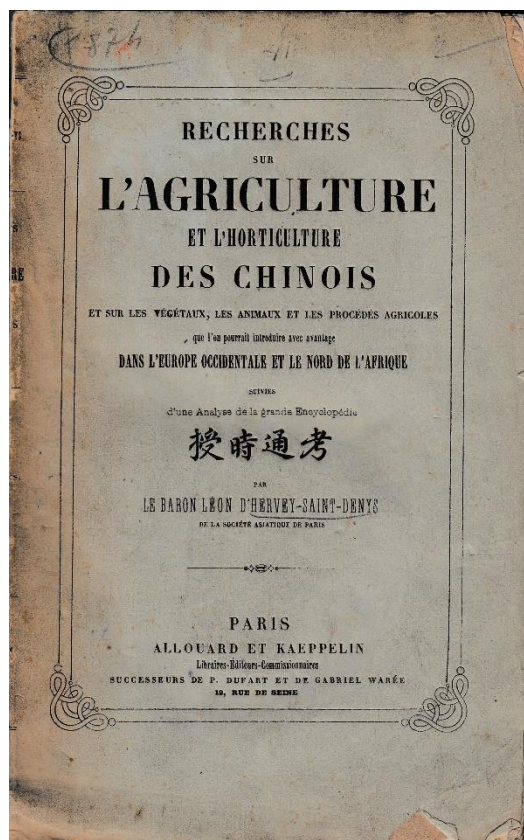 RECHERCHES
SUR
L'AGRICULTURE
ET L'HORTICULTURE
DES CHINOIS
ET SUR LES VÉGÉTAUX, LES ANIMAUX ET LES PROCÉDÉS AGRICOLES
que l'on pourrait introduire avec avantage
DANS L'EUROPE OCCIDENTALE ET LE NORD DE L'AFRIQUE
SUIVIES
d'une Analyse de la grande Encyclopédie
授時通考
PAR
LE BARON LÉON D'HERVEY-SAINT-DENYS
DE LA SOCIÉTÉ ASIATIQUE DE PARIS
PARIS
ALLOUARD ET KAEPPELIN
Libraires-Éditeurs-Commissionnaires
SUCCESSEURS DE P. DUFART ET DE GABRIEL WARÉE
12, RUE DE SEINE